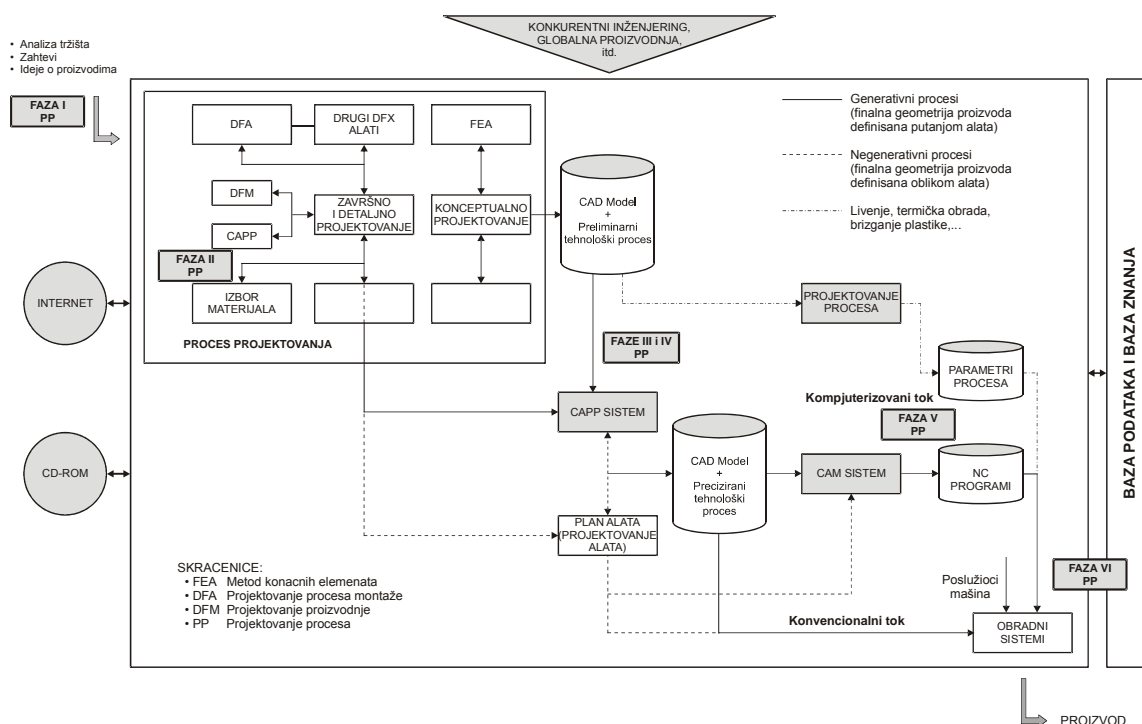 KONKURENTNI INŽENJERING,
GLOBALNA PROIZVODNJA,
itd.
• Analiza tržišta
• Zahtevi
• Ideje o proizvodima
FAZA I
PP
DFA
DRUGI DFX
ALATI
FEA
DFM
CAPP
ZAVRŠNO
I DETALJNO
PROJEKTOVANJE
KONCEPTUALNO
PROJEKTOVANJE
FAZA II
PP
IZBOR
MATERIJALA
PROCES PROJEKTOVANJA
CAD Model
+
Preliminarni
tehnološki proces
Generativni procesi
(finalna geometrija proizvoda
definisana putanjom alata)
Negenerativni procesi
(finalna geometrija proizvoda
definisana oblikom alata)
Livenje, termička obrada,
brizganje plastike,...
INTERNET
CD-ROM
PROJEKTOVANJE
PROCESA
FAZE III i IV
PP
PARAMETRI
PROCESA
Kompjuterizovani tok
CAPP SISTEM
FAZA V
PP
CAD Model
+
Precizirani
tehnološki
proces
CAM SISTEM
NC
PROGRAMI
PLAN ALATA
(PROJEKTOVANJE
ALATA)
SKRACENICE:
• FEA Metod konacnih elemenata
• DFA Projektovanje procesa montaže
• DFM Projektovanje proizvodnje
• PP Projektovanje procesa
FAZA VI
PP
Poslužioci
mašina
Konvencionalni tok
OBRADNI
SISTEMI
BAZA PODATAKA I BAZA ZNANJA
PROIZVOD